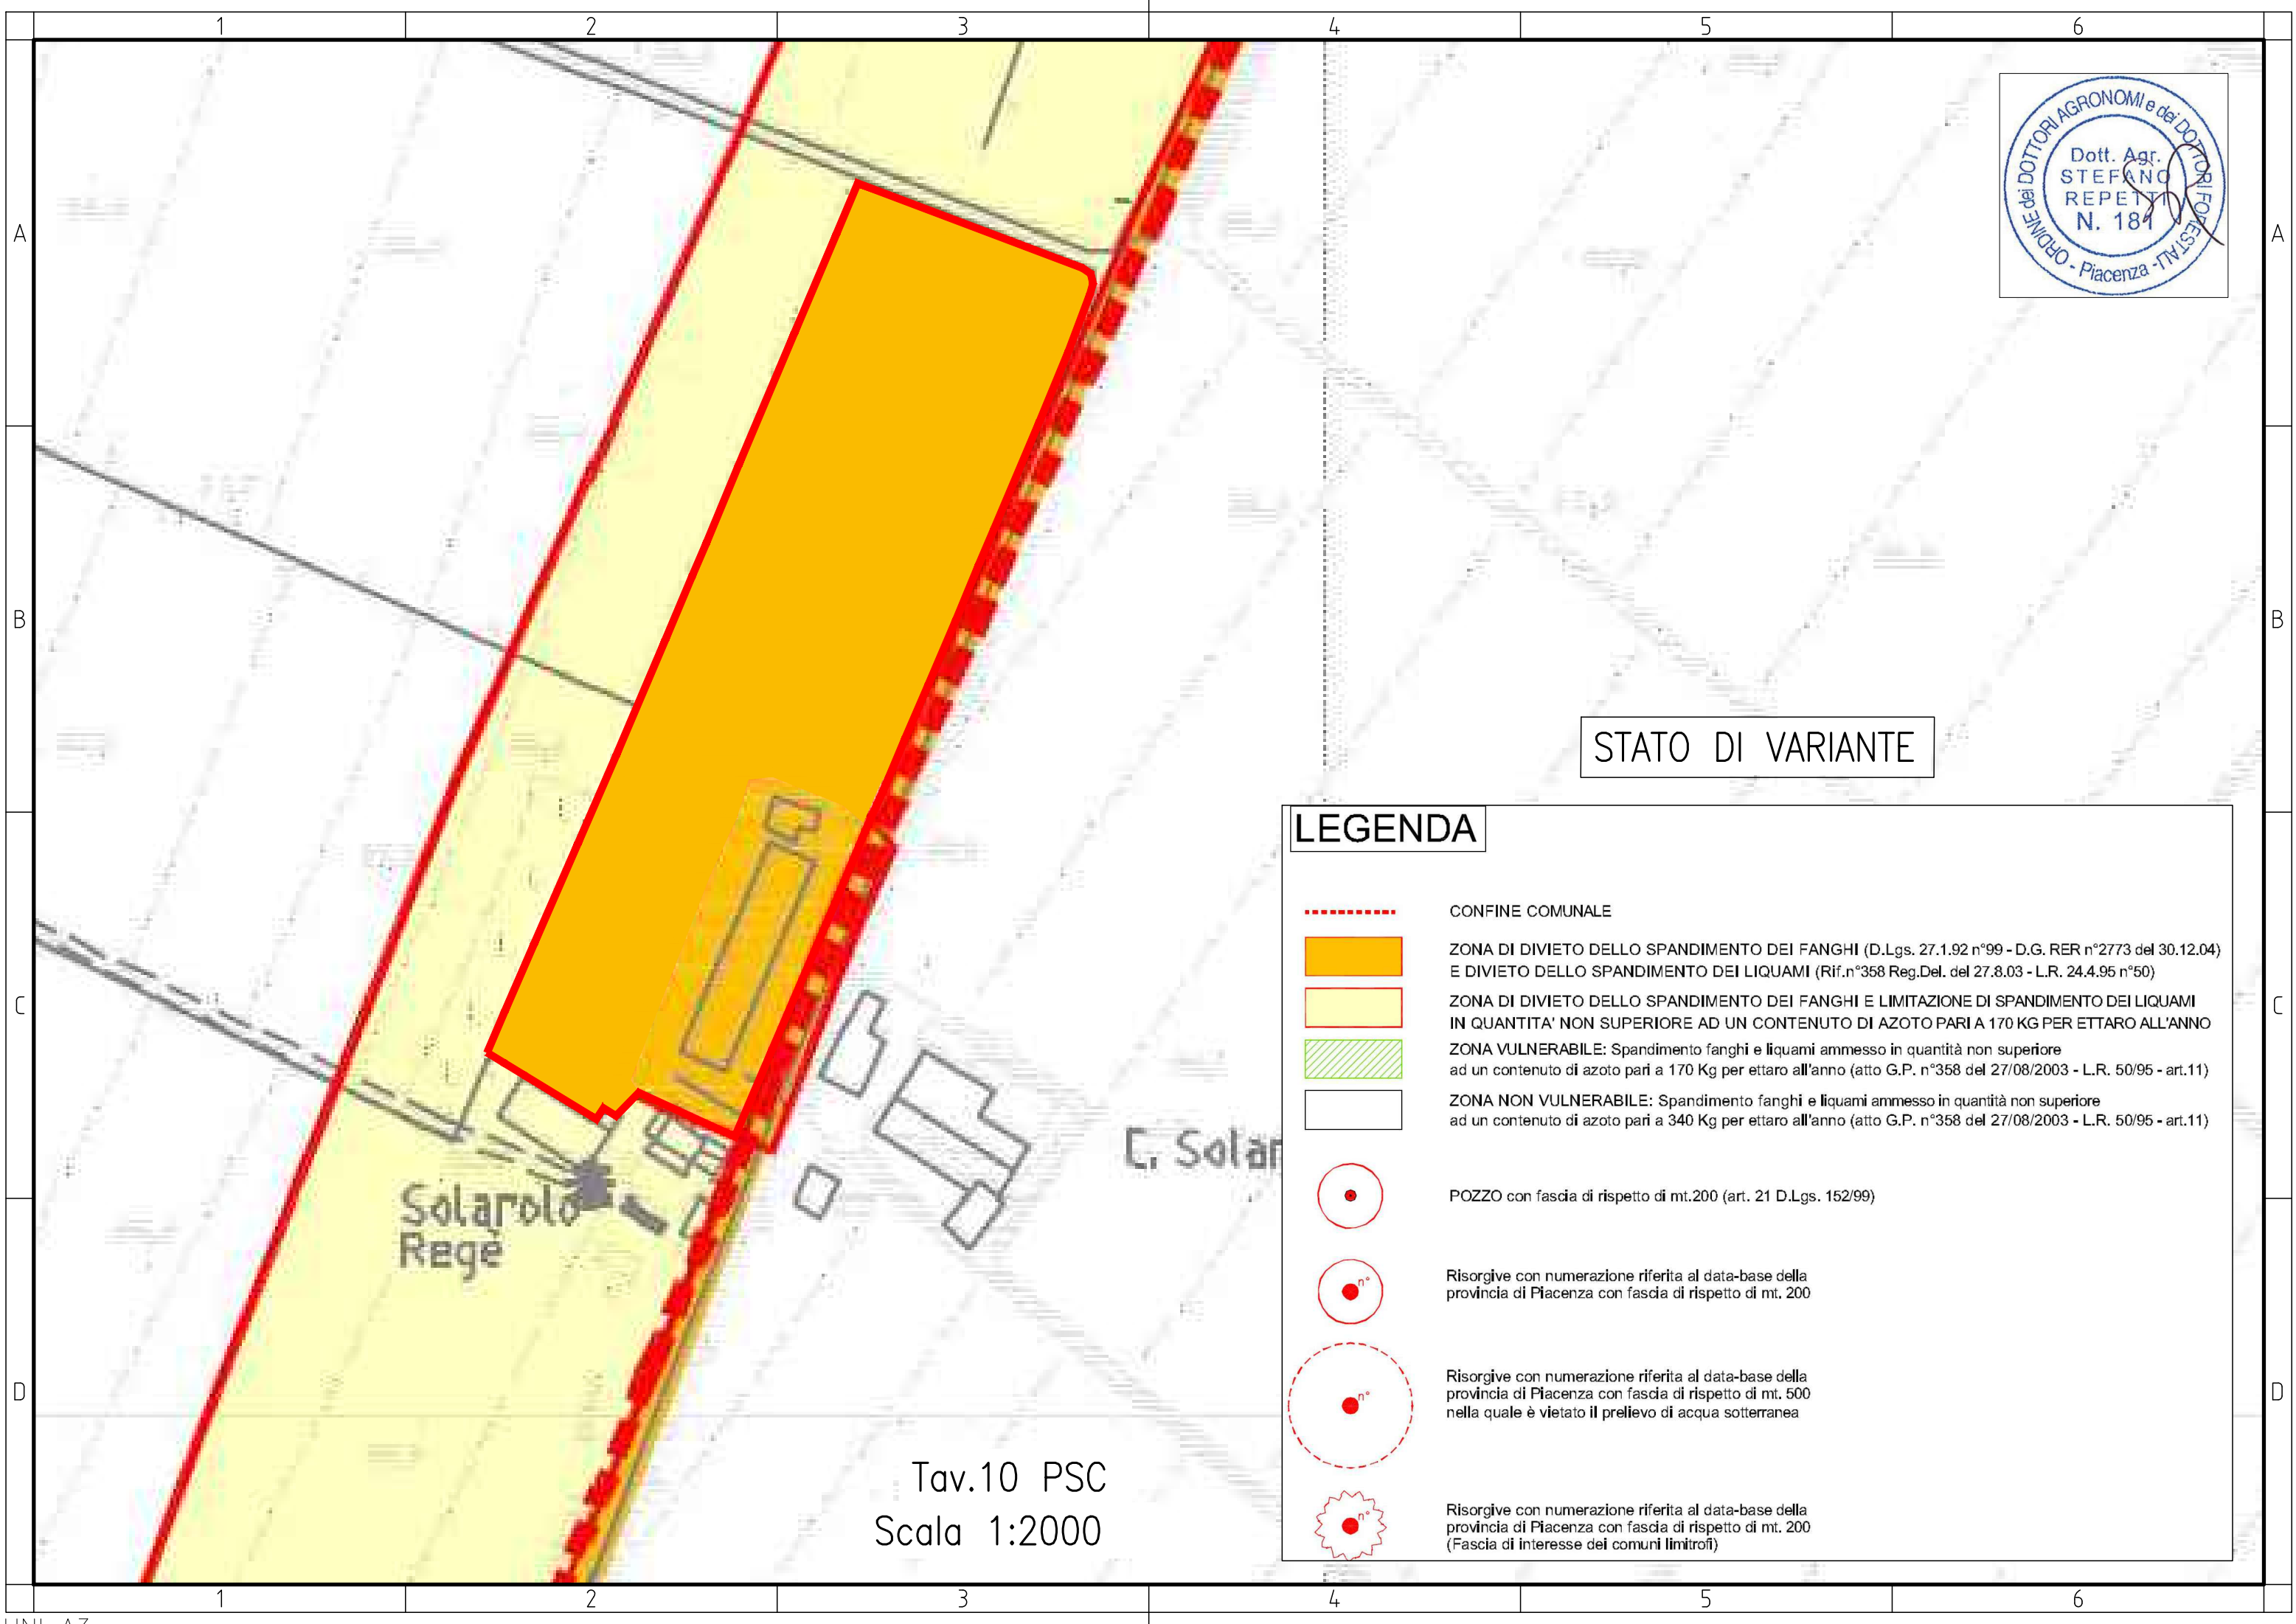 1 2 3 4 5 6
A A
B B
C C
D D
ORDINE dei DOTTORI AGRONOMI e dei DOTTORI FORESTALI
- Piacenza -
Dott. Agr.
STEFANO
REPETTI
N. 181
STATO DI VARIANTE
LEGENDA
CONFINE COMUNALE
ZONA DI DIVIETO DELLO SPANDIMENTO DEI FANGHI (D.Lgs. 27.1.92 n°99 - D.G. RER n°2773 del 30.12.04)
E DIVIETO DELLO SPANDIMENTO DEI LIQUAMI (Rif.n°358 Reg.Del. del 27.8.03 - L.R. 24.4.95 n°50)
ZONA DI DIVIETO DELLO SPANDIMENTO DEI FANGHI E LIMITAZIONE DI SPANDIMENTO DEI LIQUAMI
IN QUANTITA' NON SUPERIORE AD UN CONTENUTO DI AZOTO PARI A 170 KG PER ETTARO ALL'ANNO
ZONA VULNERABILE: Spandimento fanghi e liquami ammesso in quantità non superiore
ad un contenuto di azoto pari a 170 Kg per ettaro all'anno (atto G.P. n°358 del 27/08/2003 - L.R. 50/95 - art.11)
ZONA NON VULNERABILE: Spandimento fanghi e liquami ammesso in quantità non superiore
ad un contenuto di azoto pari a 340 Kg per ettaro all'anno (atto G.P. n°358 del 27/08/2003 - L.R. 50/95 - art.11)
POZZO con fascia di rispetto di mt.200 (art. 21 D.Lgs. 152/99)
n°
Risorgive con numerazione riferita al data-base della
provincia di Piacenza con fascia di rispetto di mt. 200
n°
Risorgive con numerazione riferita al data-base della
provincia di Piacenza con fascia di rispetto di mt. 500
nella quale è vietato il prelievo di acqua sotterranea
n°
Risorgive con numerazione riferita al data-base della
provincia di Piacenza con fascia di rispetto di mt. 200
(Fascia di interesse dei comuni limitrofi)
C. Solar
Solarolo
Regè
Tav.10 PSC
Scala 1:2000
1 2 3 4 5 6